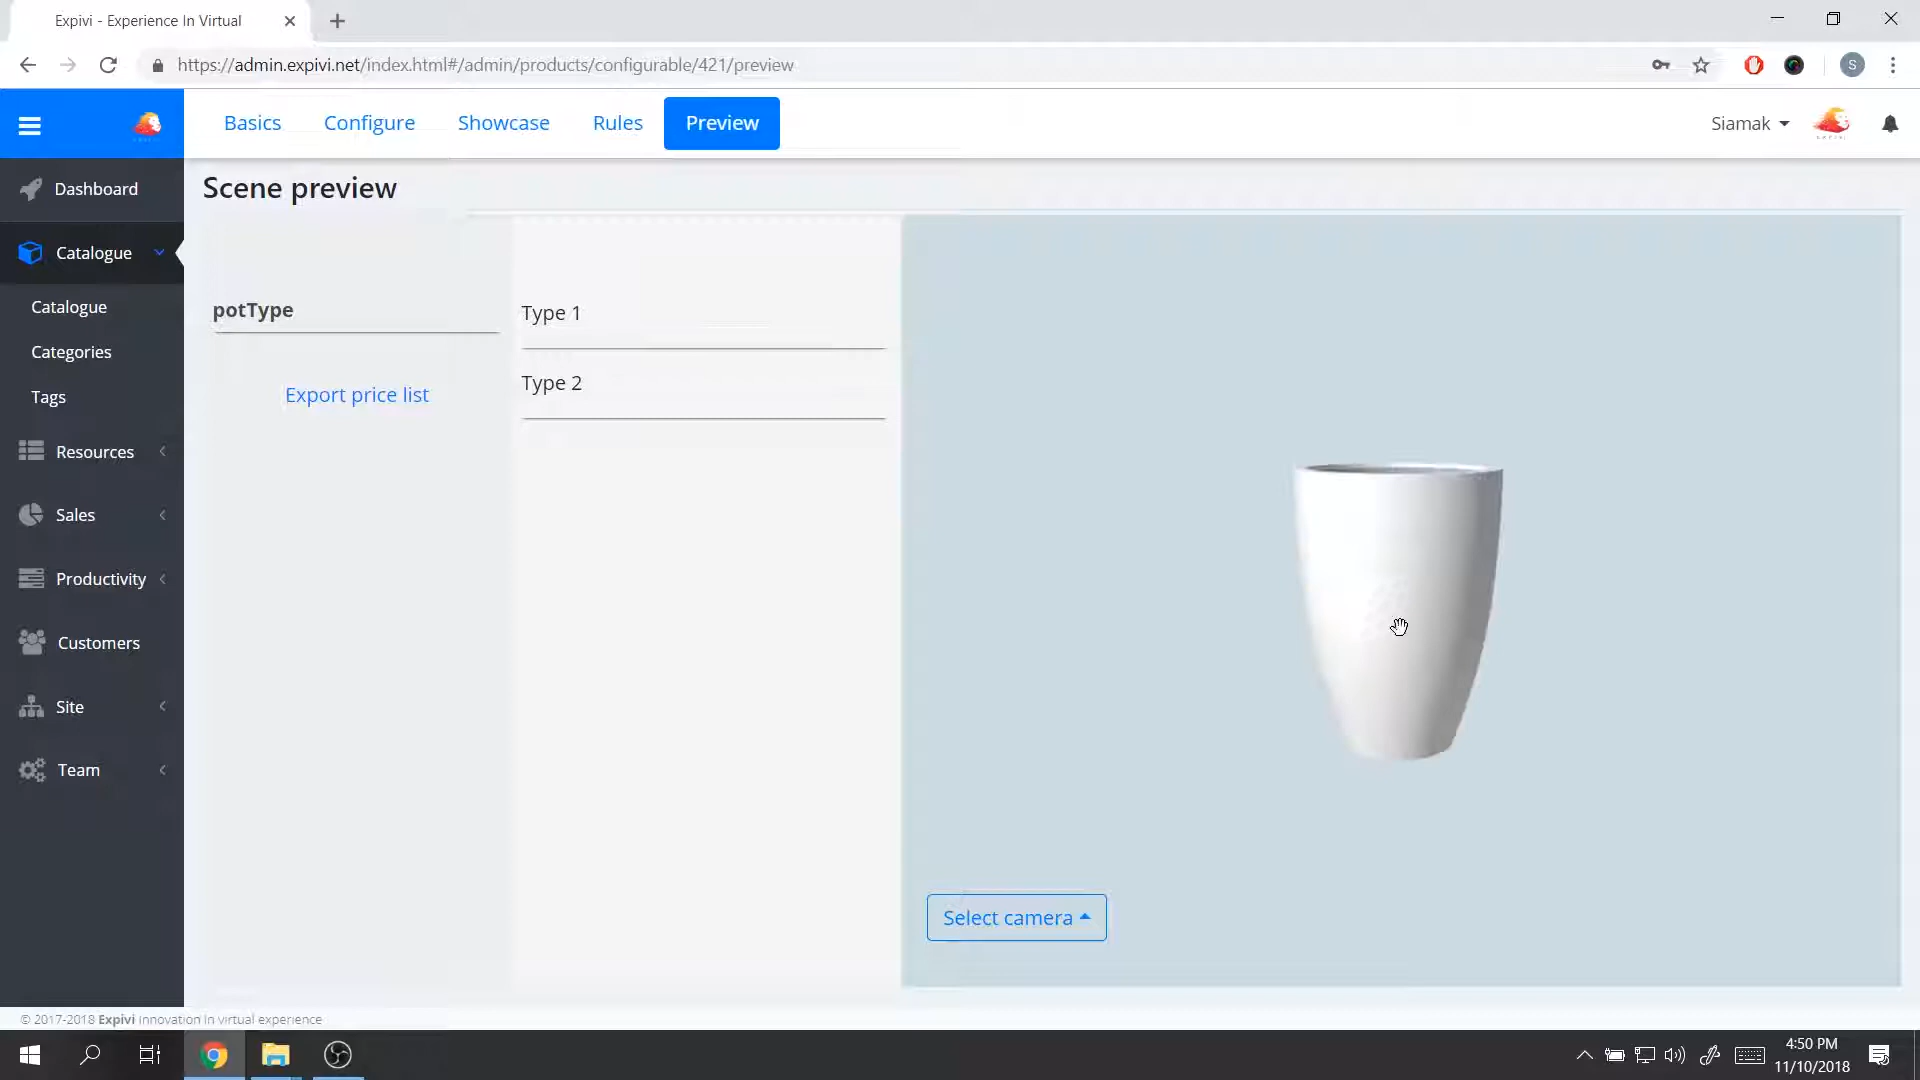 Expivi - Experience In Virtual
https://admin.expivi.net/index.html#/admin/products/configurable/421/preview
S
Basics
Configure
Showcase
Rules
Preview
Siamak
Dashboard
Scene preview
Catalogue
Catalogue
Categories
Tags
Resources
Sales
Productivity
Customers
Site
Team
potType
Export price list
Type 1
Type 2
Select camera
© 2017-2018 Expivi innovation in virtual experience
4:50 PM
11/10/2018